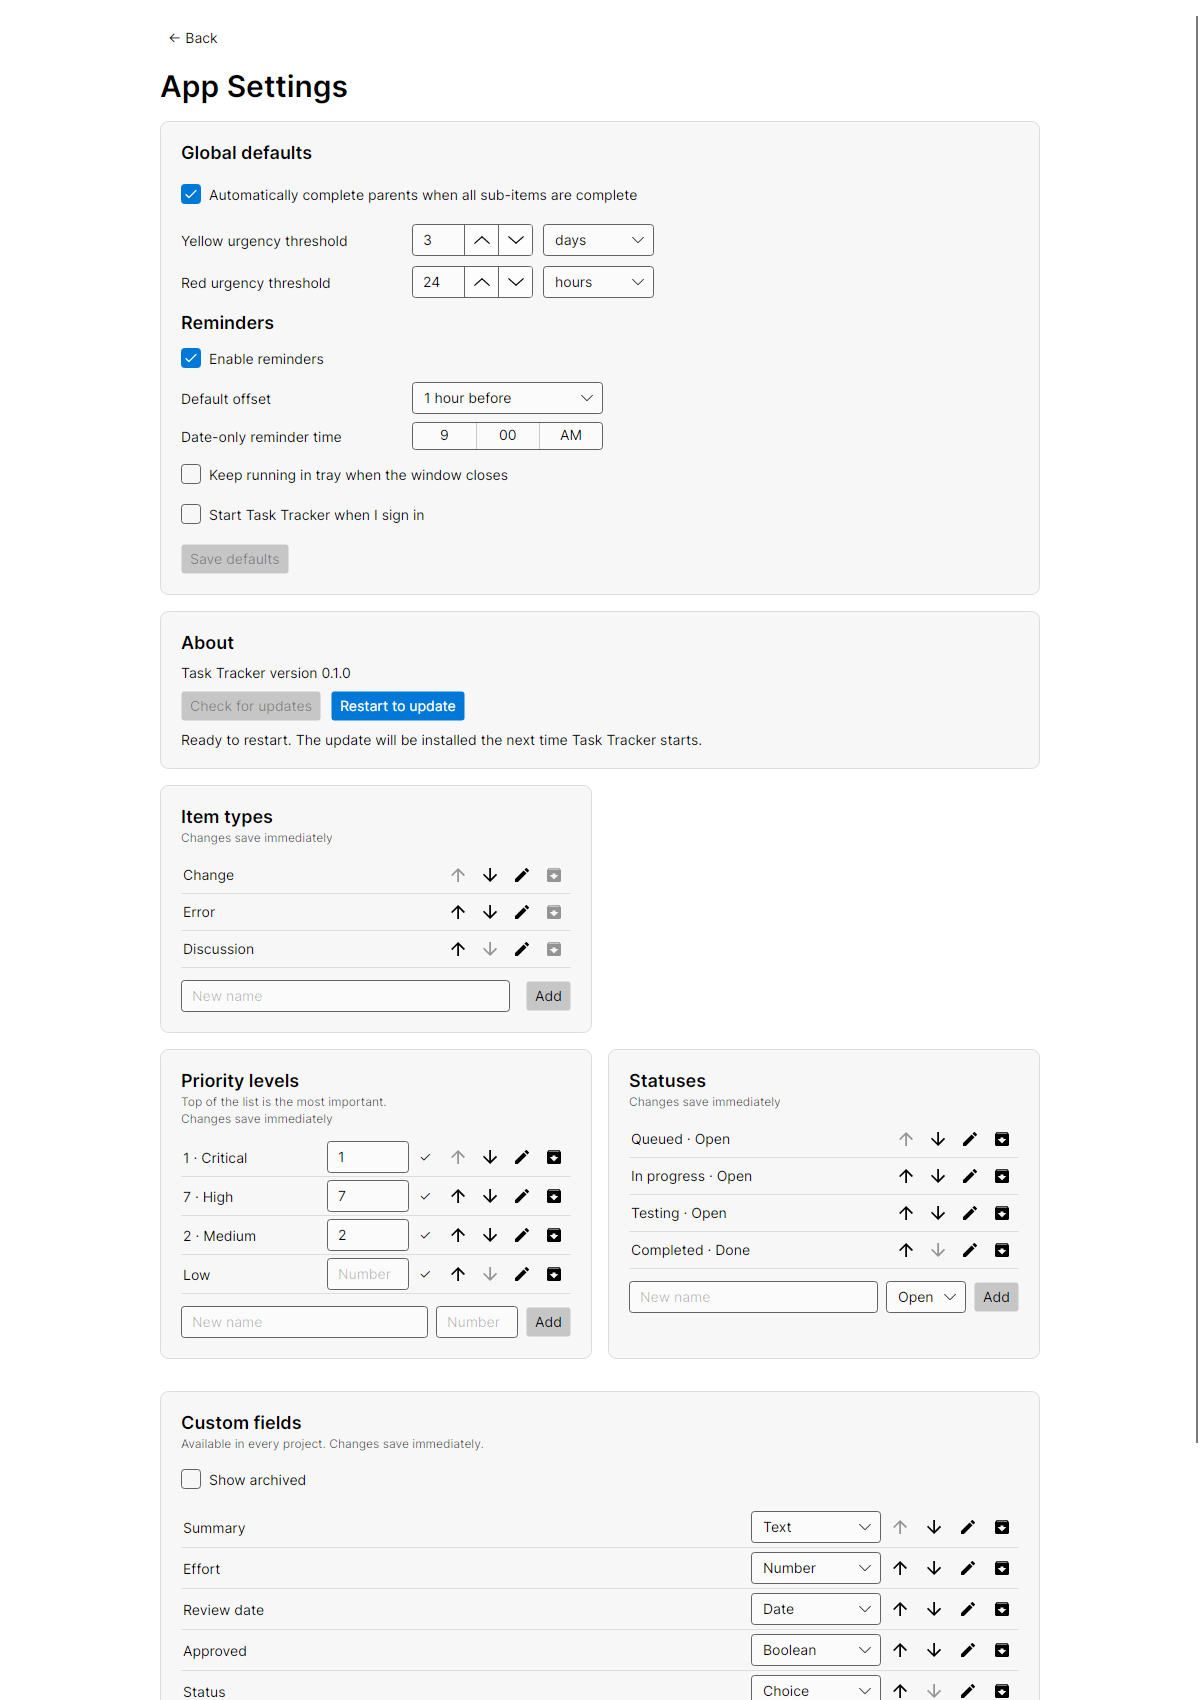 ← Back
App Settings
Global defaults
Automatically complete parents when all sub-items are complete
Yellow urgency threshold 3 days
Red urgency threshold 24 hours
Reminders
Enable reminders
Default offset 1 hour before
Date-only reminder time 9 00 AM
Keep running in tray when the window closes
Start Task Tracker when I sign in
Save defaults
About
Task Tracker version 0.1.0
Check for updates Restart to update
Ready to restart. The update will be installed the next time Task Tracker starts.
Item types
Changes save immediately
Change
Error
Discussion
New name Add
Priority levels
Top of the list is the most important.
Changes save immediately
1 · Critical 1
7 · High 7
2 · Medium 2
Low Number
New name Number Add
Statuses
Changes save immediately
Queued · Open
In progress · Open
Testing · Open
Completed · Done
New name Open Add
Custom fields
Available in every project. Changes save immediately.
Show archived
Summary Text
Effort Number
Review date Date
Approved Boolean
Status Choice